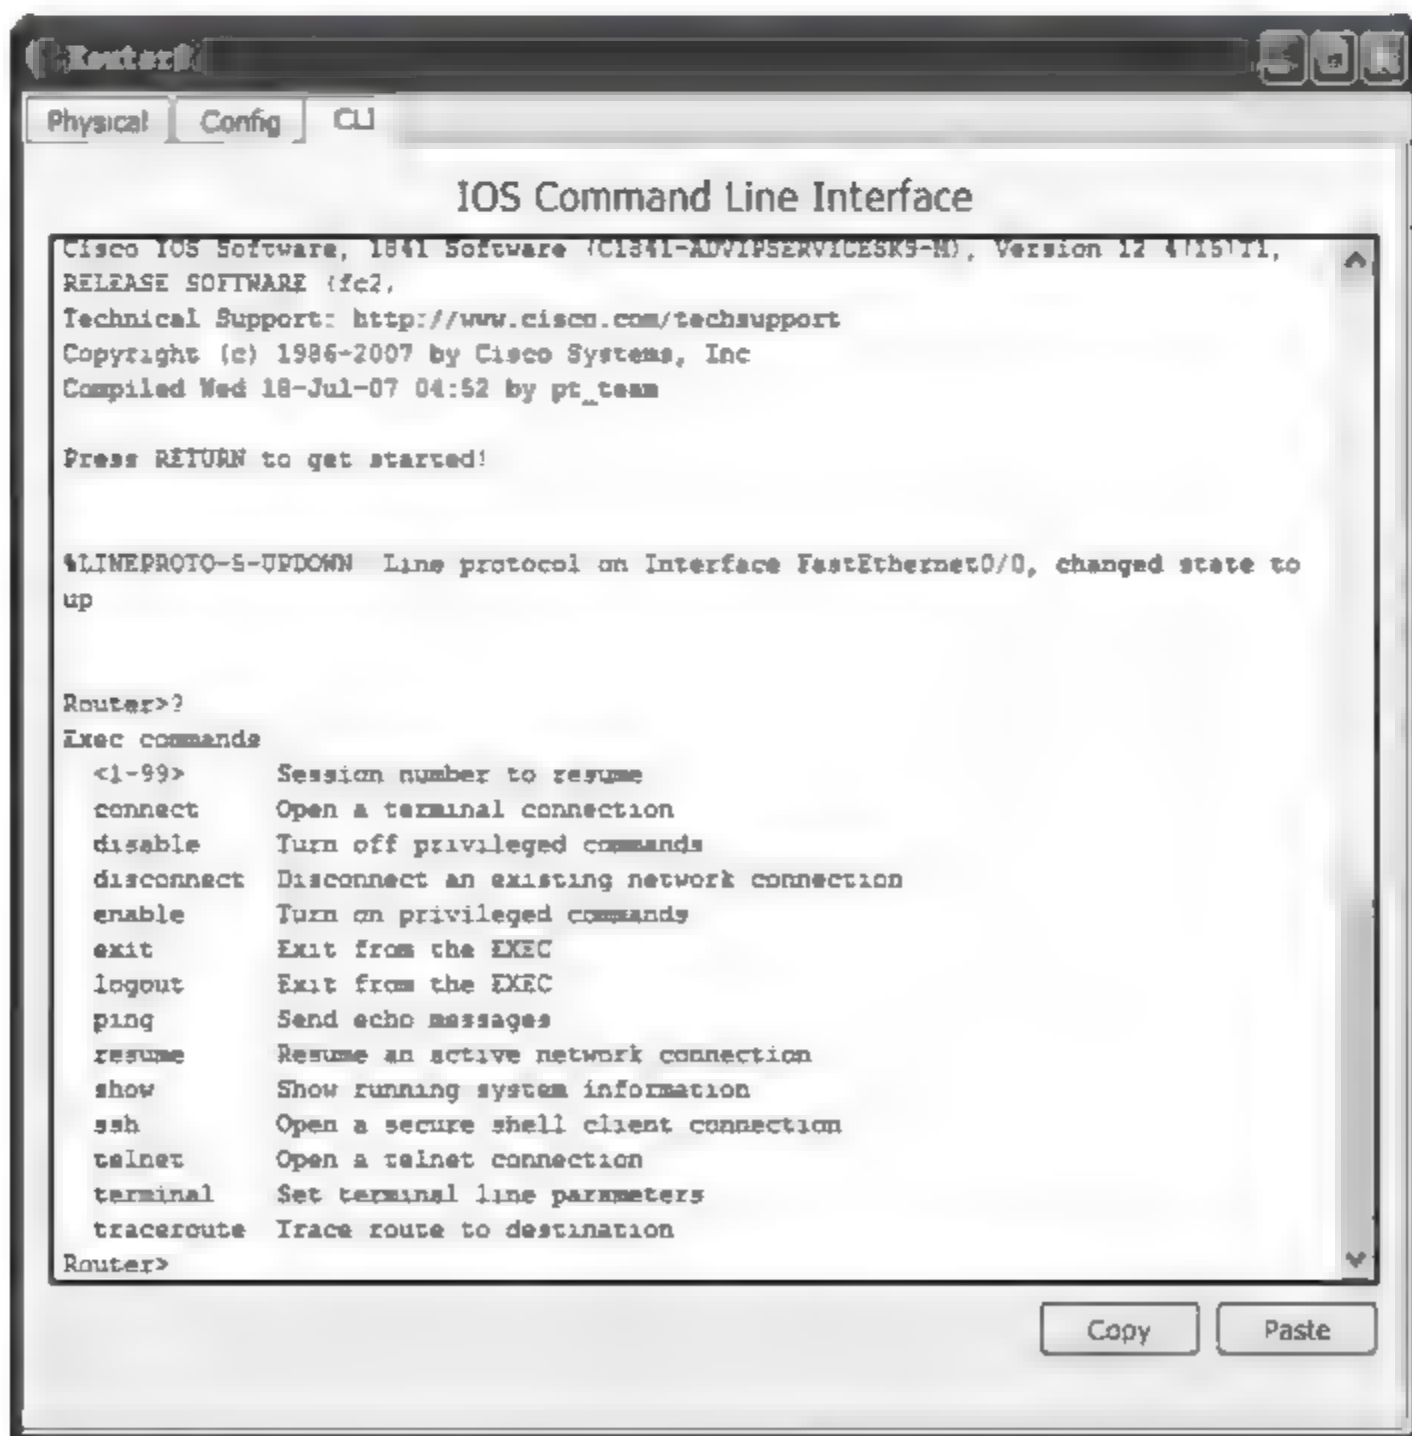 Physical Config CLI
IOS Command Line Interface
Cisco IOS Software, 1841 Software (C1841-ADVIPSERVICESK9-M), Version 12.4(15)T1,
RELEASE SOFTWARE (fc2)
Technical Support: http://www.cisco.com/techsupport
Copyright (c) 1986-2007 by Cisco Systems, Inc
Compiled Wed 18-Jul-07 04:52 by pt_team
Press RETURN to get started!
%LINEPROTO-5-UPDOWN Line protocol on Interface FastEthernet0/0, changed state to
up
Router>?
Exec commands
<1-99> Session number to resume
connect Open a terminal connection
disable Turn off privileged commands
disconnect Disconnect an existing network connection
enable Turn on privileged commands
exit Exit from the EXEC
logout Exit from the EXEC
ping Send echo messages
resume Resume an active network connection
show Show running system information
ssh Open a secure shell client connection
telnet Open a telnet connection
terminal Set terminal line parameters
traceroute Trace route to destination
Router>
Copy Paste